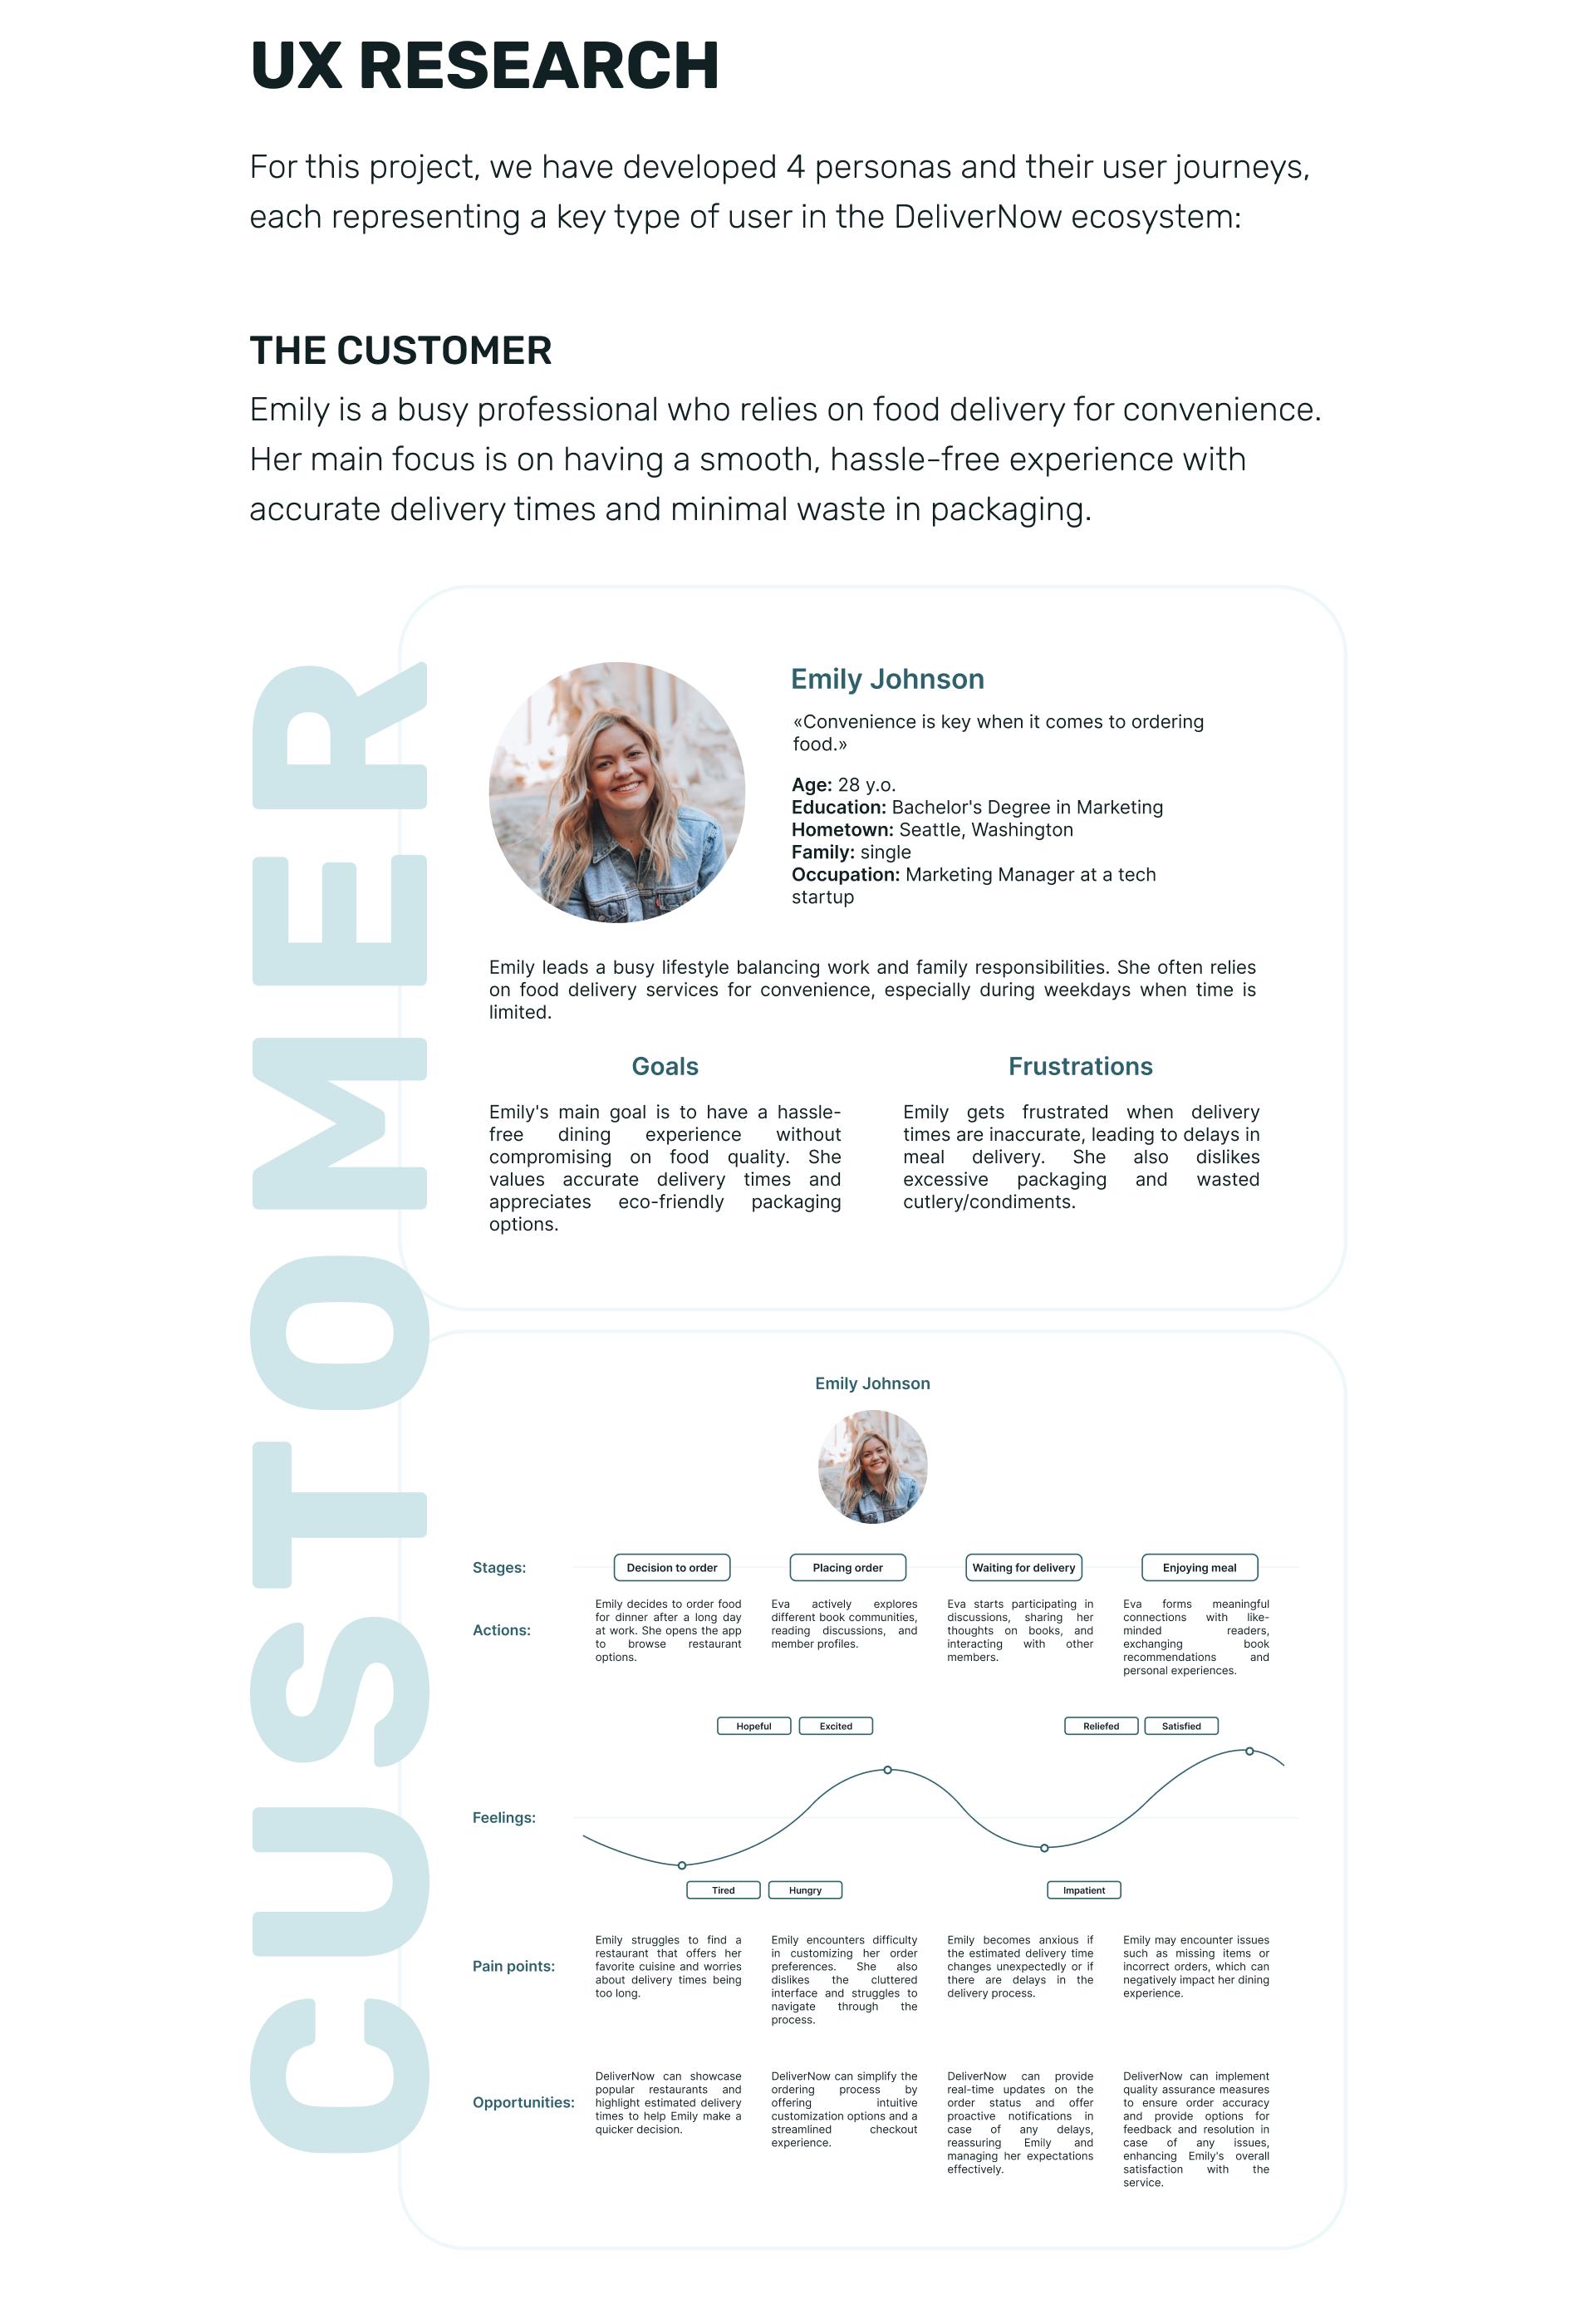 UX RESEARCH
For this project, we have developed 4 personas and their user journeys,
each representing a key type of user in the DeliverNow ecosystem:
THE CUSTOMER
Emily is a busy professional who relies on food delivery for convenience.
Her main focus is on having a smooth, hassle-free experience with
accurate delivery times and minimal waste in packaging.
CUSTOMER
Emily Johnson
«Convenience is key when it comes to ordering
food.»
Age: 28 y.o.
Education: Bachelor's Degree in Marketing
Hometown: Seattle, Washington
Family: single
Occupation: Marketing Manager at a tech
startup
Emily leads a busy lifestyle balancing work and family responsibilities. She often relies
on food delivery services for convenience, especially during weekdays when time is
limited.
Goals
Emily's main goal is to have a hassle-
free dining experience without
compromising on food quality. She
values accurate delivery times and
appreciates eco-friendly packaging
options.
Frustrations
Emily gets frustrated when delivery
times are inaccurate, leading to delays in
meal delivery. She also dislikes
excessive packaging and wasted
cutlery/condiments.
Emily Johnson
Stages:
Decision to order
Placing order
Waiting for delivery
Enjoying meal
Actions:
Emily decides to order food
for dinner after a long day
at work. She opens the app
to browse restaurant
options.
Eva actively explores
different book communities,
reading discussions, and
member profiles.
Eva starts participating in
discussions, sharing her
thoughts on books, and
interacting with other
members.
Eva forms meaningful
connections with like-
minded readers,
exchanging book
recommendations and
personal experiences.
Feelings:
Hopeful
Excited
Reliefed
Satisfied
Tired
Hungry
Impatient
Pain points:
Emily struggles to find a
restaurant that offers her
favorite cuisine and worries
about delivery times being
too long.
Emily encounters difficulty
in customizing her order
preferences. She also
dislikes the cluttered
interface and struggles to
navigate through the
process.
Emily becomes anxious if
the estimated delivery time
changes unexpectedly or if
there are delays in the
delivery process.
Emily may encounter issues
such as missing items or
incorrect orders, which can
negatively impact her dining
experience.
Opportunities:
DeliverNow can showcase
popular restaurants and
highlight estimated delivery
times to help Emily make a
quicker decision.
DeliverNow can simplify the
ordering process by
offering intuitive
customization options and a
streamlined checkout
experience.
DeliverNow can provide
real-time updates on the
order status and offer
proactive notifications in
case of any delays,
reassuring Emily and
managing her expectations
effectively.
DeliverNow can implement
quality assurance measures
to ensure order accuracy
and provide options for
feedback and resolution in
case of any issues,
enhancing Emily's overall
satisfaction with the
service.